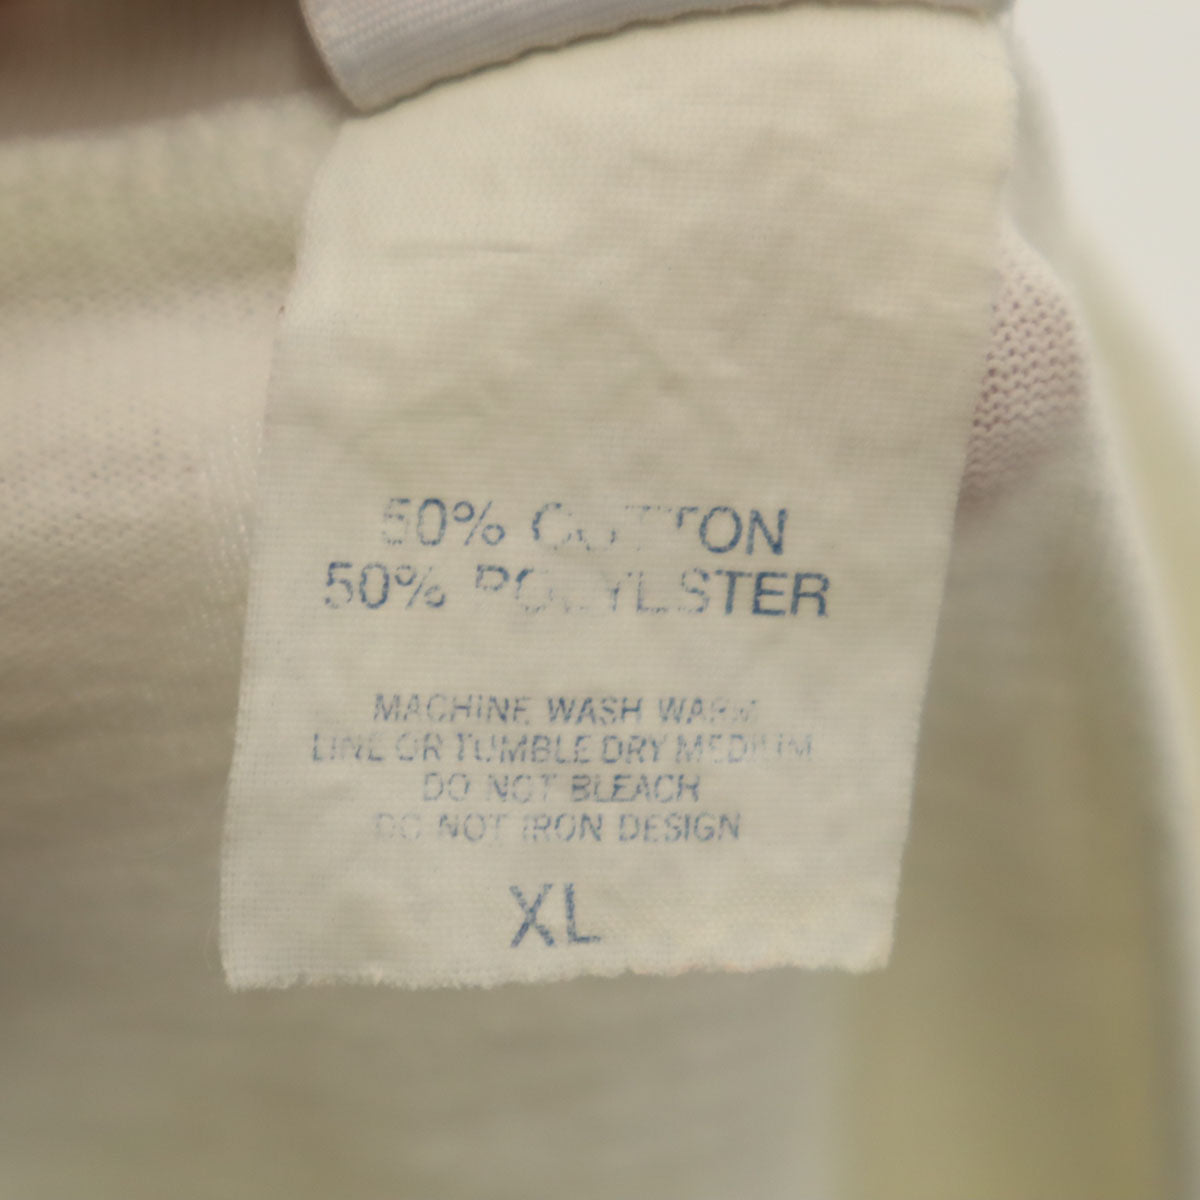 50% COTTON
50% POLYESTER
MACHINE WASH WARM
LINE OR TUMBLE DRY MEDIUM
DO NOT BLEACH
DO NOT IRON DESIGN
XL